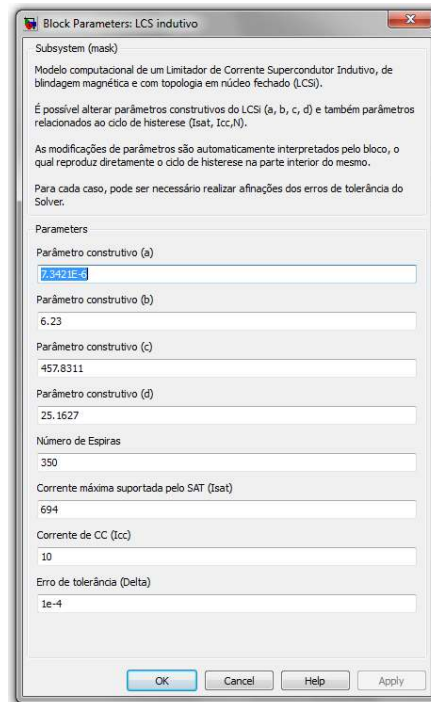 Block Parameters: LCS indutivo
Subsystem (mask)
Modelo computacional de um Limitador de Corrente Supercondutor Indutivo, de
blindagem magnética e com topologia em núcleo fechado (LCSi).
É possível alterar parâmetros construtivos do LCSi (a, b, c, d) e também parâmetros
relacionados ao ciclo de histerese (Isat, Icc,N).
As modificações de parâmetros são automaticamente interpretados pelo bloco, o
qual reproduz diretamente o ciclo de histerese na parte interior do mesmo.
Para cada caso, pode ser necessário realizar afinações dos erros de tolerância do
Solver.
Parameters
Parâmetro construtivo (a)
7.3421E-6
Parâmetro construtivo (b)
6.23
Parâmetro construtivo (c)
457.8311
Parâmetro construtivo (d)
25.1627
Número de Espiras
350
Corrente máxima suportada pelo SAT (Isat)
694
Corrente de CC (Icc)
10
Erro de tolerância (Delta)
1e-4
OK Cancel Help Apply